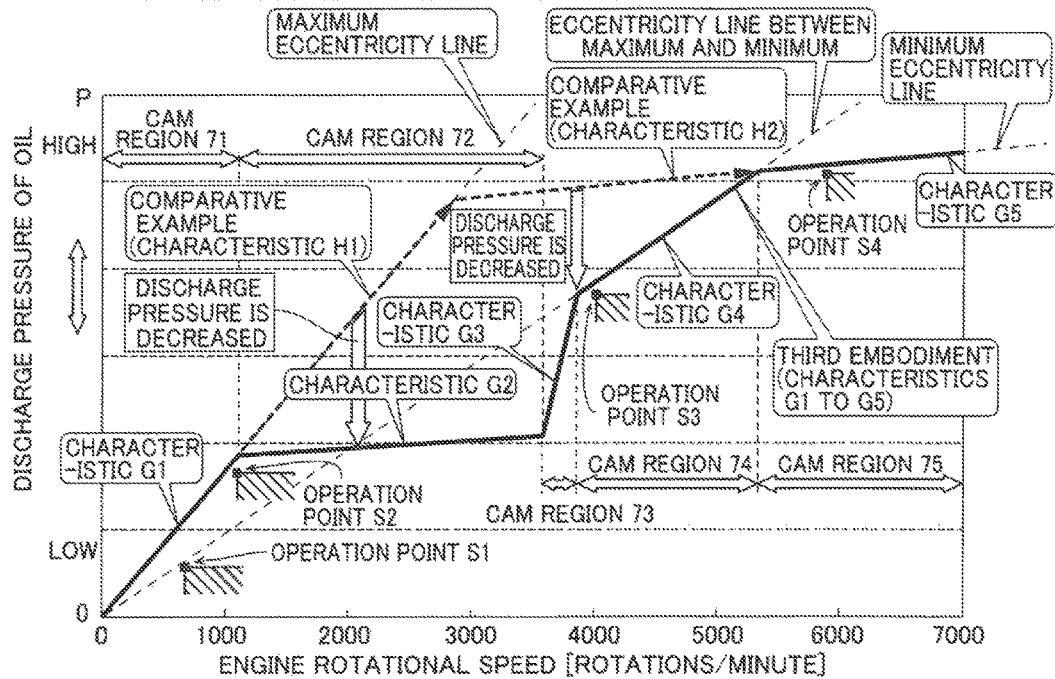 MAXIMUM
ECCENTRICITY LINE
ECCENTRICITY LINE BETWEEN
MAXIMUM AND MINIMUM
MINIMUM
ECCENTRICITY
LINE
P
HIGH
CAM
REGION 71
CAM REGION 72
COMPARATIVE
EXAMPLE
(CHARACTERISTIC H2)
COMPARATIVE
EXAMPLE
(CHARACTERISTIC H1)
DISCHARGE
PRESSURE IS
DECREASED
CHARACTER
-ISTIC G5
OPERATION
POINT S4
DISCHARGE
PRESSURE IS
DECREASED
CHARACTER
-ISTIC G3
CHARACTER
-ISTIC G4
THIRD EMBODIMENT
(CHARACTERISTICS
G1 TO G5)
CHARACTERISTIC G2
OPERATION
POINT S3
CHARACTER
-ISTIC G1
OPERATION
POINT S2
CAM REGION 74
CAM REGION 75
CAM REGION 73
LOW
OPERATION POINT S1
DISCHARGE PRESSURE OF OIL
0
0 1000 2000 3000 4000 5000 6000 7000
ENGINE ROTATIONAL SPEED [ROTATIONS/MINUTE]